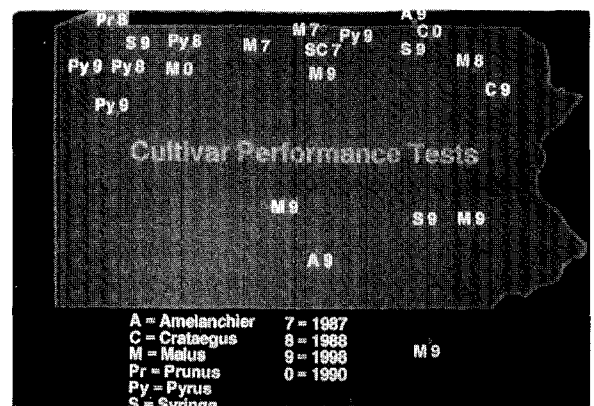 A 9
Pr 8
M 7 Py 9 C 0
S 9 Py 8 M 7 SC 7 S 9
Py 9 Py 8 M 0 M 9 M 8
C 9
Py 9
Cultivar Performance Tests
M 9
S 9 M 9
A 9
A = Amelanchier 7 = 1987
C = Crataegus 8 = 1988
M = Malus 9 = 1998
M 9
Pr = Prunus 0 = 1990
Py = Pyrus
S = Syringa